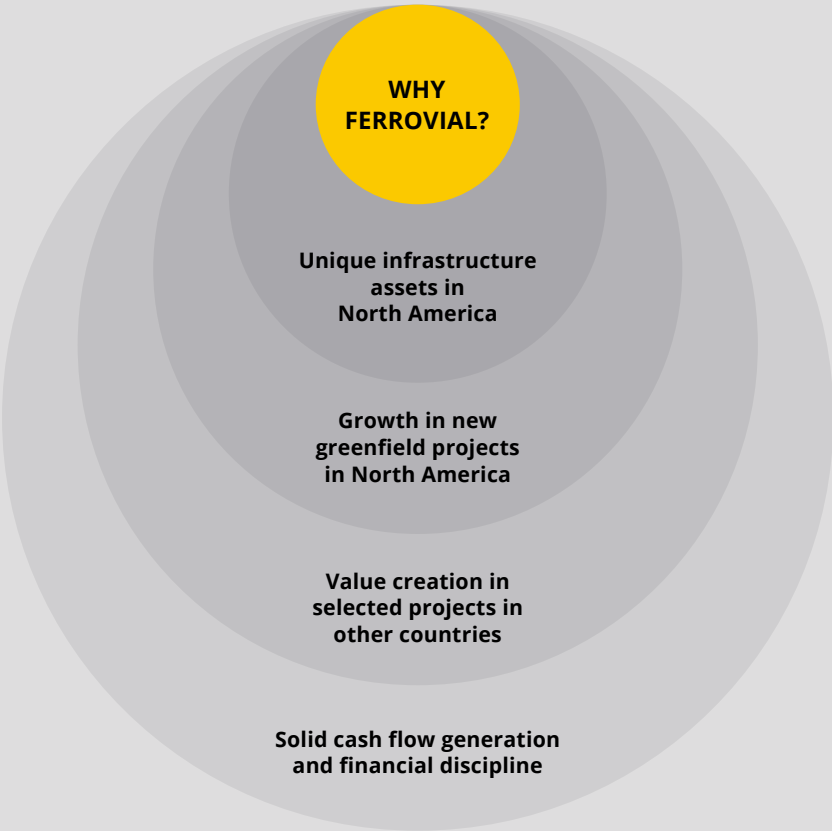 WHY
FERROVIAL?
Unique infrastructure
assets in
North America
Growth in new
greenfield projects
in North America
Value creation in
selected projects in
other countries
Solid cash flow generation
and financial discipline